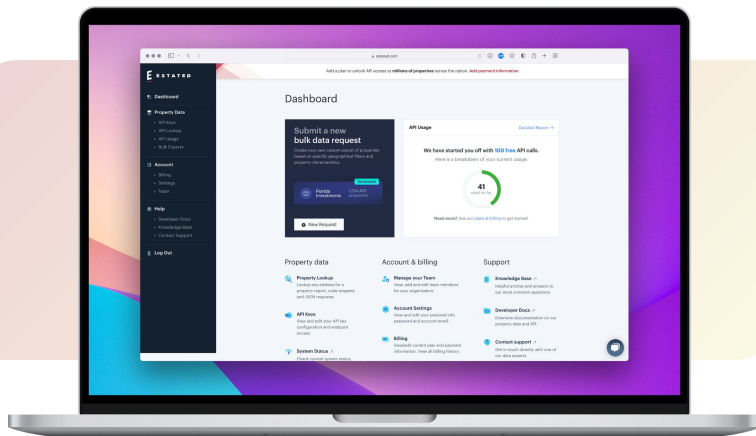 estated.com
Add a plan to unlock API access to millions of properties across the nation. Add payment information
ESTATED
Dashboard
Property Data
API Keys
API Lookup
API Usage
Bulk Exports
Account
Billing
Settings
Team
Help
Developer Docs
Knowledge Base
Contact Support
Log Out
Dashboard
Submit a new
bulk data request
Create your own custom export of properties
based on specific geographical filters and
property characteristics.
Florida
Investments
properties
New Request
API Usage
Detailed Report →
We have started you off with 100 free API calls.
Here is a breakdown of your current usage:
41
used so far
Need more? See our plans & billing to get started.
Property data
Property Lookup
Lookup any address for a
property report, code snippets
and JSON response.
API Keys
View and edit your API key
configuration and endpoint
access.
System Status ↗
Check current system status
Account & billing
Manage your Team
View, add and edit team members
for your organization.
Account Settings
View and edit your personal info,
password and account email.
Billing
View/edit current plan and payment
information. View all billing history.
Support
Knowledge Base ↗
Helpful articles and answers to
our more common questions.
Developer Docs ↗
Extensive documentation on our
property data and API.
Contact support ↗
Get in touch directly with one of
our data experts.